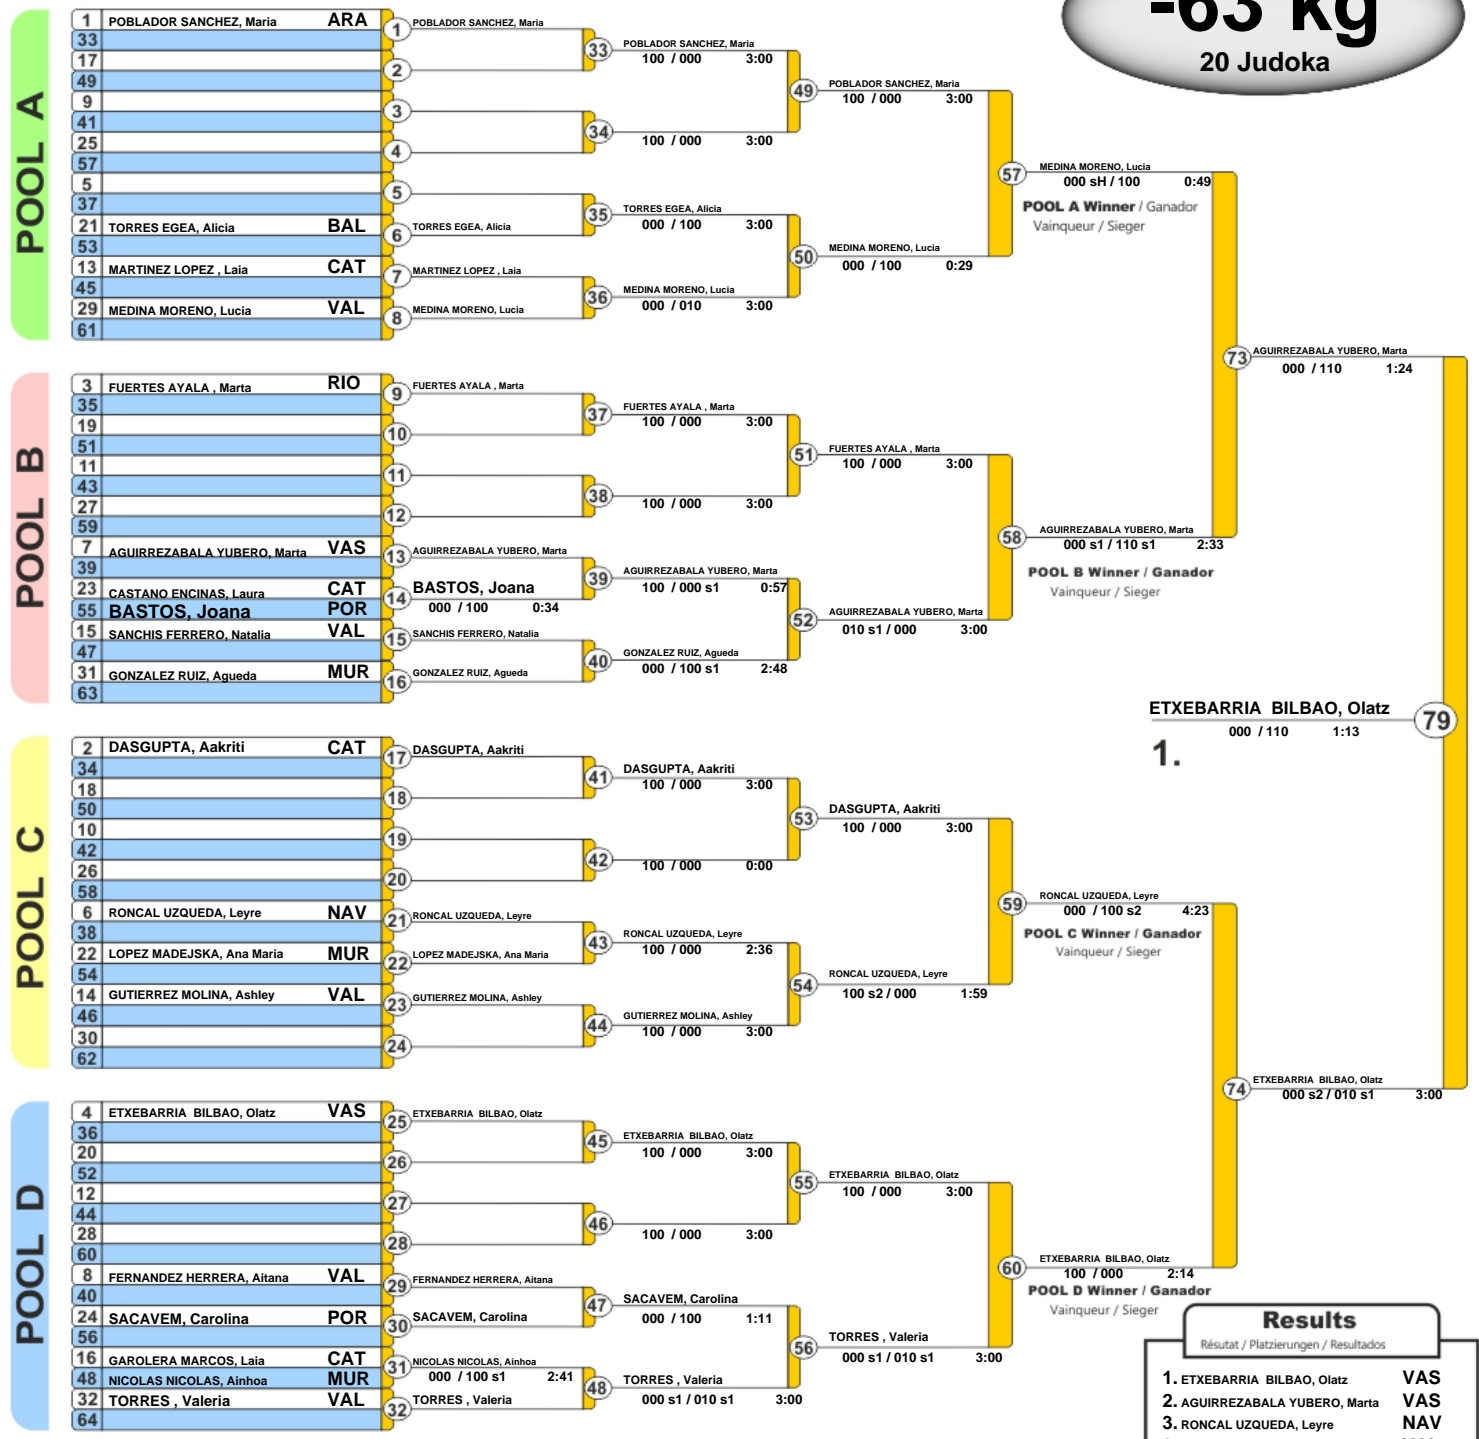 -63 kg
20 Judoka
POOL A
1 POBLADOR SANCHEZ, Maria ARA
33
17
49
9
41
25
57
5
37
21 TORRES EGEA, Alicia BAL
53
13 MARTINEZ LOPEZ , Laia CAT
45
29 MEDINA MORENO, Lucia VAL
61
1 POBLADOR SANCHEZ, Maria
2
3
4
5
6 TORRES EGEA, Alicia
7 MARTINEZ LOPEZ , Laia
8 MEDINA MORENO, Lucia
33 POBLADOR SANCHEZ, Maria
100 / 000 3:00
34
100 / 000 3:00
35 TORRES EGEA, Alicia
000 / 100 3:00
36 MEDINA MORENO, Lucia
000 / 010 3:00
49 POBLADOR SANCHEZ, Maria
100 / 000 3:00
50 MEDINA MORENO, Lucia
000 / 100 0:29
57 MEDINA MORENO, Lucia
000 sH / 100 0:49
POOL A Winner / Ganador
Vainqueur / Sieger
POOL B
3 FUERTES AYALA , Marta RIO
35
19
51
11
43
27
59
7 AGUIRREZABALA YUBERO, Marta VAS
39
23 CASTANO ENCINAS, Laura CAT
55 BASTOS, Joana POR
15 SANCHIS FERRERO, Natalia VAL
47
31 GONZALEZ RUIZ, Agueda MUR
63
9 FUERTES AYALA , Marta
10
11
12
13 AGUIRREZABALA YUBERO, Marta
14 BASTOS, Joana
000 / 100 0:34
15 SANCHIS FERRERO, Natalia
16 GONZALEZ RUIZ, Agueda
37 FUERTES AYALA , Marta
100 / 000 3:00
38
100 / 000 3:00
39 AGUIRREZABALA YUBERO, Marta
100 / 000 s1 0:57
40 GONZALEZ RUIZ, Agueda
000 / 100 s1 2:48
51 FUERTES AYALA , Marta
100 / 000 3:00
52 AGUIRREZABALA YUBERO, Marta
010 s1 / 000 3:00
58 AGUIRREZABALA YUBERO, Marta
000 s1 / 110 s1 2:33
POOL B Winner / Ganador
Vainqueur / Sieger
73 AGUIRREZABALA YUBERO, Marta
000 / 110 1:24
ETXEBARRIA BILBAO, Olatz 79
000 / 110 1:13
1.
POOL C
2 DASGUPTA, Aakriti CAT
34
18
50
10
42
26
58
6 RONCAL UZQUEDA, Leyre NAV
38
22 LOPEZ MADEJSKA, Ana Maria MUR
54
14 GUTIERREZ MOLINA, Ashley VAL
46
30
62
17 DASGUPTA, Aakriti
18
19
20
21 RONCAL UZQUEDA, Leyre
22 LOPEZ MADEJSKA, Ana Maria
23 GUTIERREZ MOLINA, Ashley
24
41 DASGUPTA, Aakriti
100 / 000 3:00
42
100 / 000 0:00
43 RONCAL UZQUEDA, Leyre
100 / 000 2:36
44 GUTIERREZ MOLINA, Ashley
100 / 000 3:00
53 DASGUPTA, Aakriti
100 / 000 3:00
54 RONCAL UZQUEDA, Leyre
100 s2 / 000 1:59
59 RONCAL UZQUEDA, Leyre
000 / 100 s2 4:23
POOL C Winner / Ganador
Vainqueur / Sieger
POOL D
4 ETXEBARRIA BILBAO, Olatz VAS
36
20
52
12
44
28
60
8 FERNANDEZ HERRERA, Aitana VAL
40
24 SACAVEM, Carolina POR
56
16 GAROLERA MARCOS, Laia CAT
48 NICOLAS NICOLAS, Ainhoa MUR
32 TORRES , Valeria VAL
64
25 ETXEBARRIA BILBAO, Olatz
26
27
28
29 FERNANDEZ HERRERA, Aitana
30 SACAVEM, Carolina
31 NICOLAS NICOLAS, Ainhoa
000 / 100 s1 2:41
32 TORRES , Valeria
45 ETXEBARRIA BILBAO, Olatz
100 / 000 3:00
46
100 / 000 3:00
47 SACAVEM, Carolina
000 / 100 1:11
48 TORRES , Valeria
000 s1 / 010 s1 3:00
55 ETXEBARRIA BILBAO, Olatz
100 / 000 3:00
56 TORRES , Valeria
000 s1 / 010 s1 3:00
60 ETXEBARRIA BILBAO, Olatz
100 / 000 2:14
POOL D Winner / Ganador
Vainqueur / Sieger
74 ETXEBARRIA BILBAO, Olatz
000 s2 / 010 s1 3:00
Results
Résutat / Platzierungen / Resultados
1. ETXEBARRIA BILBAO, Olatz VAS
2. AGUIRREZABALA YUBERO, Marta VAS
3. RONCAL UZQUEDA, Leyre NAV